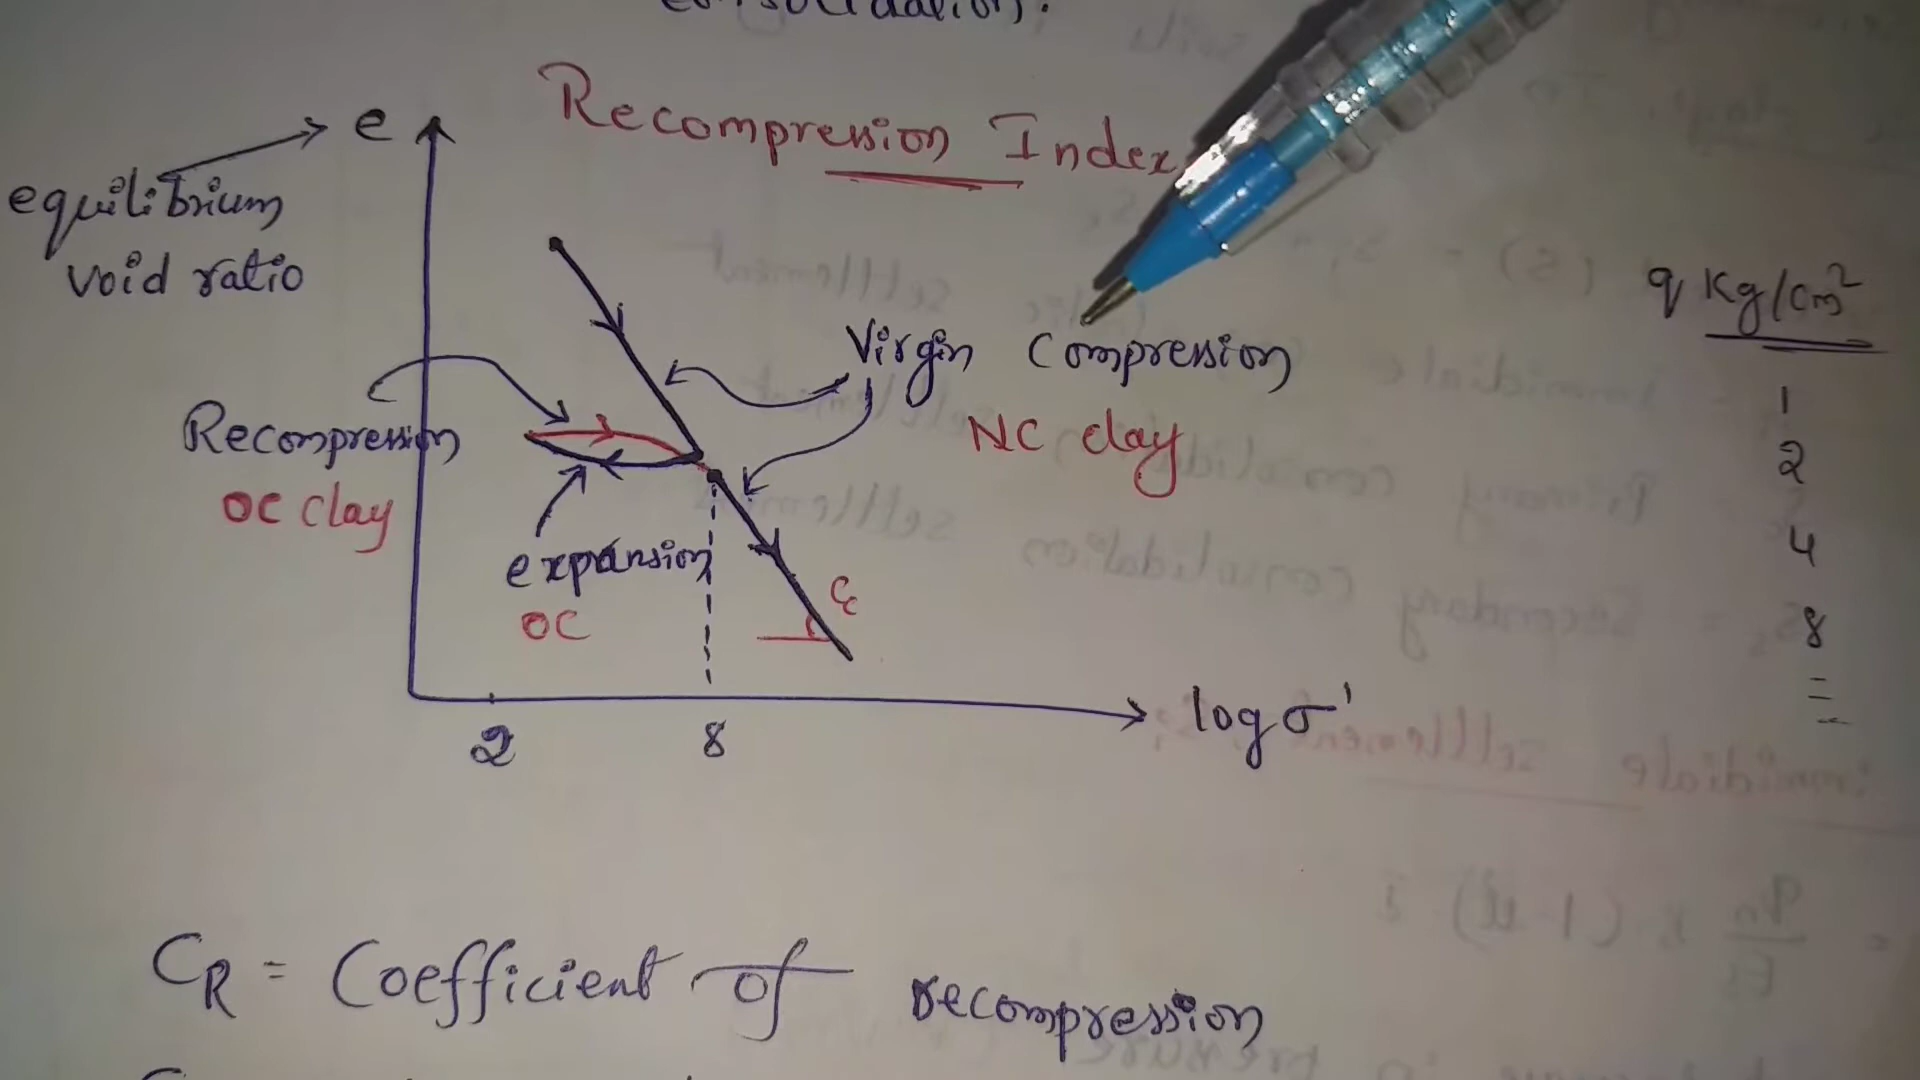 consolidation.
Recompression Index
e
equilibrium
void ratio
q Kg/cm²
Virgin Compression
NC clay
1
2
4
8
Recompression
OC Clay
expansion
OC
Cc
2
8
log σ'
CR = Coefficient of recompression